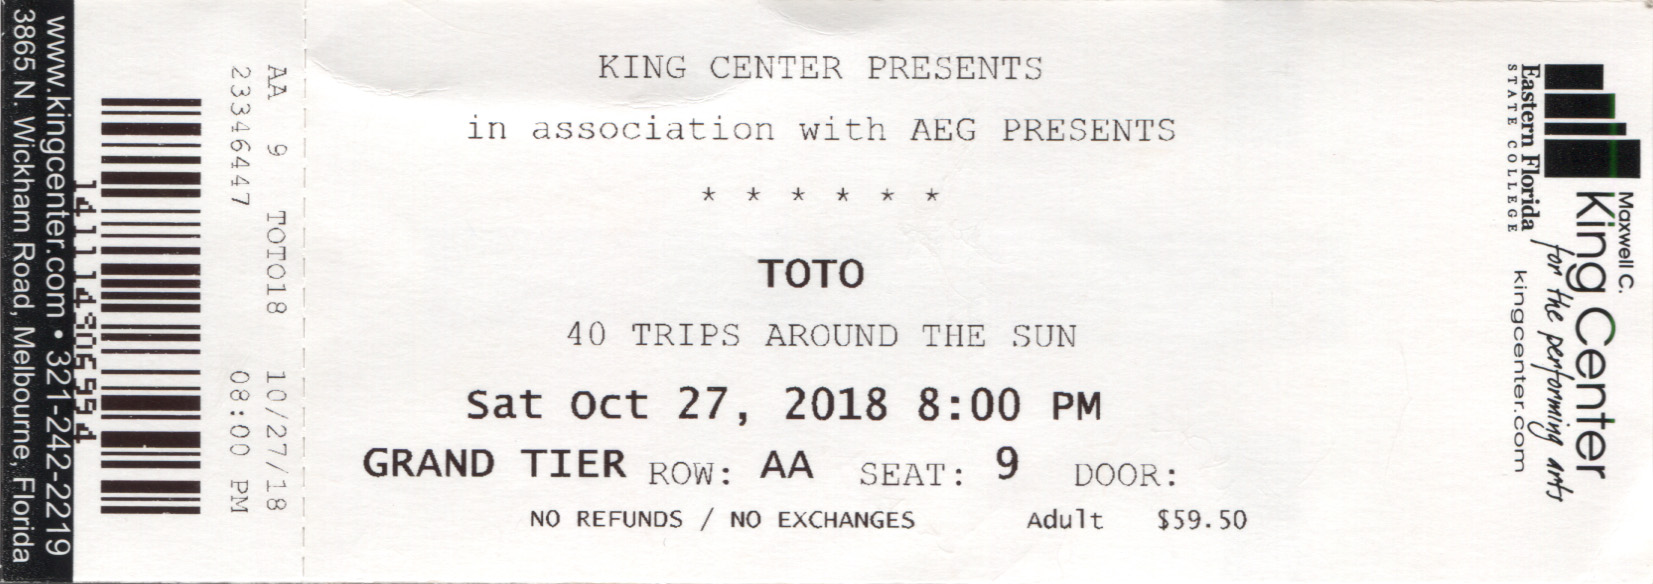 www.kingcenter.com • 321-242-2219
3865 N. Wickham Road, Melbourne, Florida
AA 9 TOTO18 10/27/18
23346447 08:00 PM
KING CENTER PRESENTS
in association with AEG PRESENTS
* * * * * *
TOTO
40 TRIPS AROUND THE SUN
Sat Oct 27, 2018 8:00 PM
GRAND TIER ROW: AA SEAT: 9 DOOR:
NO REFUNDS / NO EXCHANGES Adult $59.50
Maxwell C.
King Center
for the performing arts
Eastern Florida
STATE COLLEGE
kingcenter.com